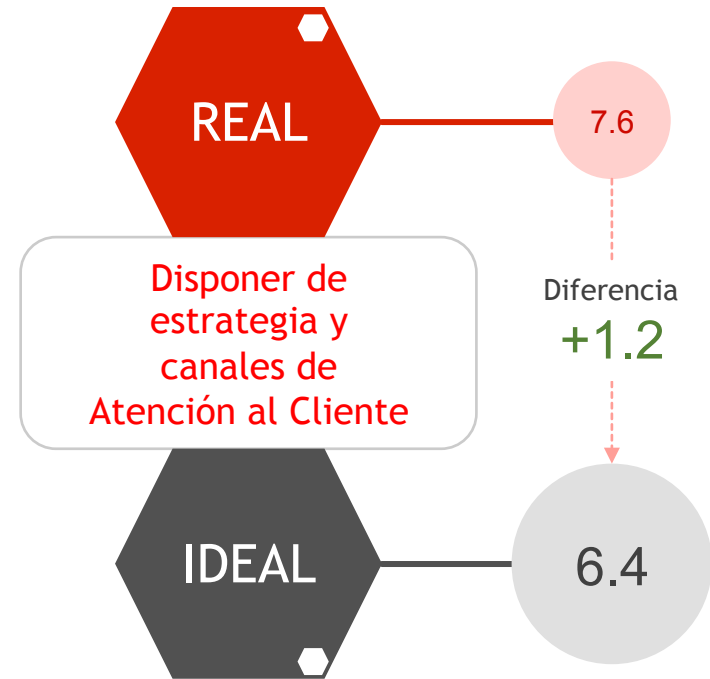 REAL
7.6
Disponer de
estrategia y
canales de
Atención al Cliente
Diferencia
+1.2
IDEAL
6.4